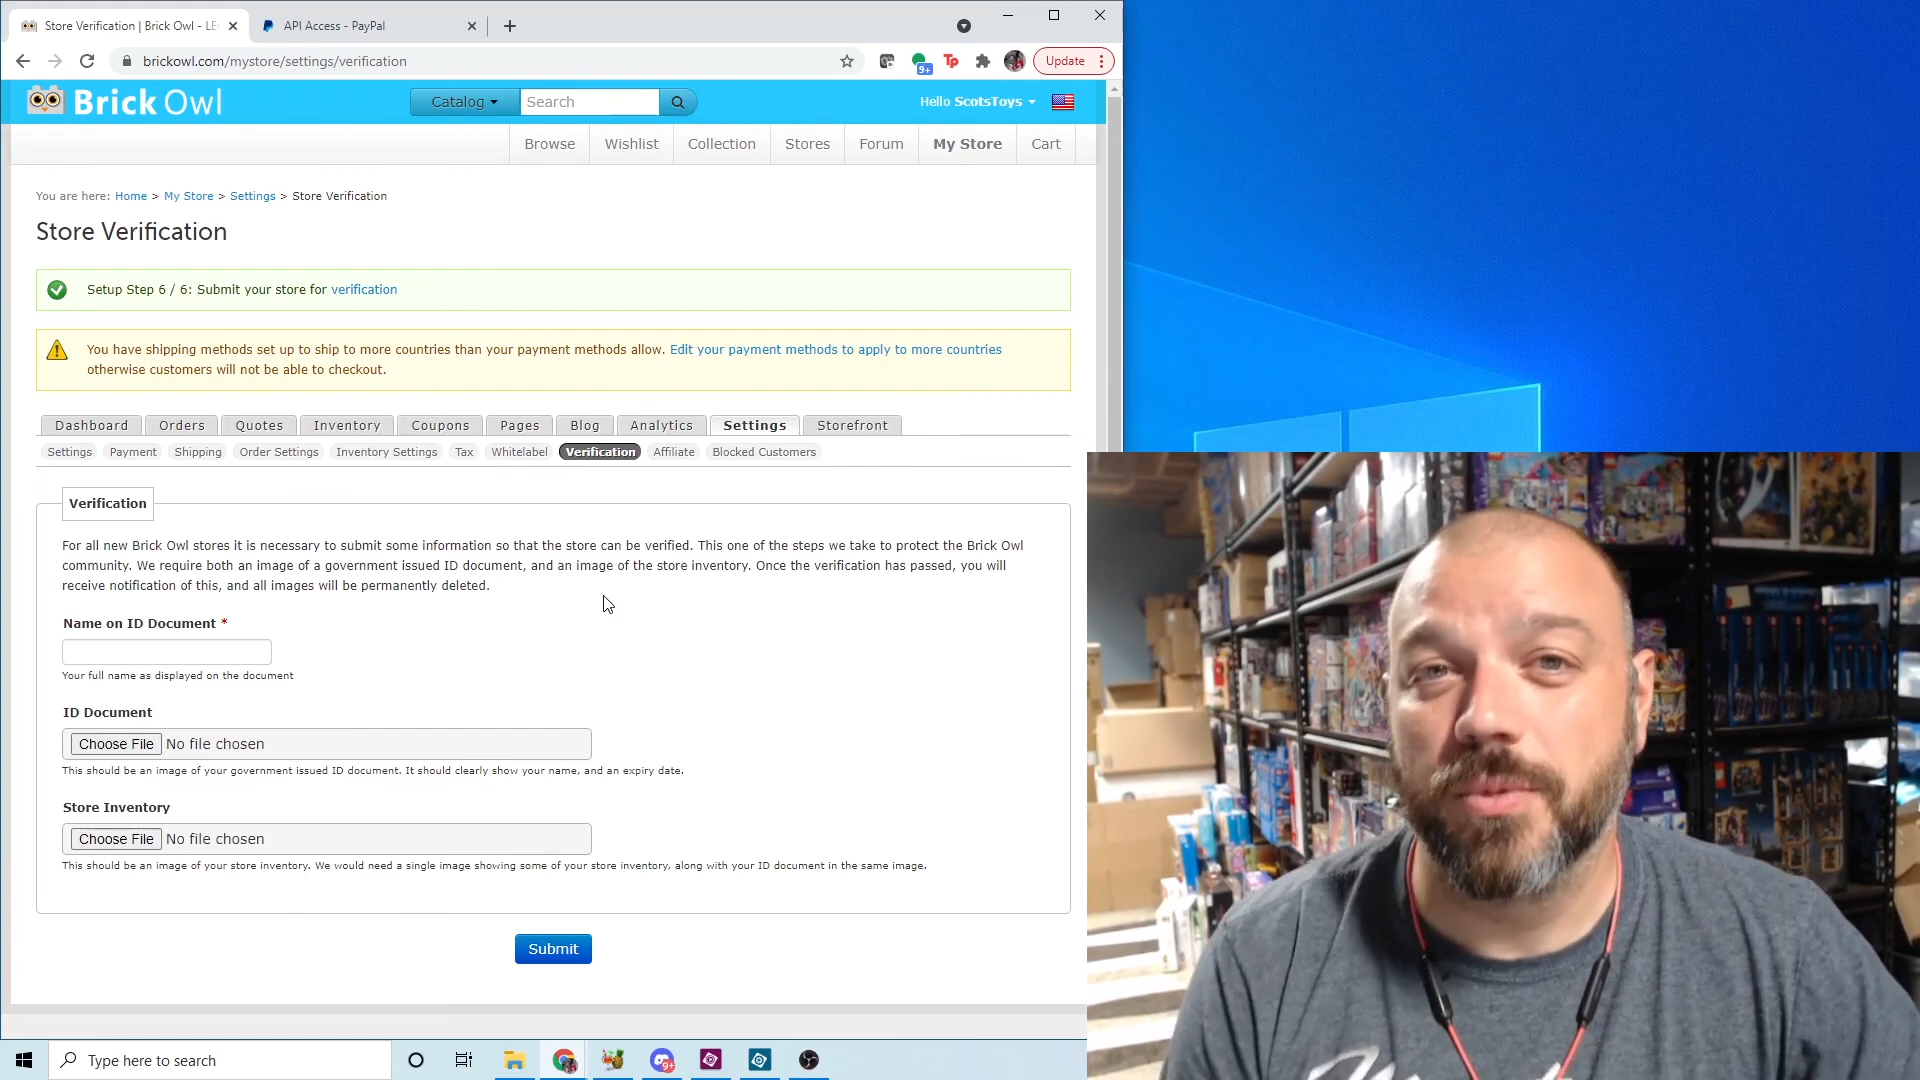 Store Verification | Brick Owl - LE
API Access - PayPal
brickowl.com/mystore/settings/verification
9+
Tp
Update
Brick Owl
Catalog
Search
Hello ScotsToys
Browse
Wishlist
Collection
Stores
Forum
My Store
Cart
You are here: Home > My Store > Settings > Store Verification
Store Verification
Setup Step 6 / 6: Submit your store for verification
You have shipping methods set up to ship to more countries than your payment methods allow. Edit your payment methods to apply to more countries
otherwise customers will not be able to checkout.
Dashboard
Orders
Quotes
Inventory
Coupons
Pages
Blog
Analytics
Settings
Storefront
Settings
Payment
Shipping
Order Settings
Inventory Settings
Tax
Whitelabel
Verification
Affiliate
Blocked Customers
Verification
For all new Brick Owl stores it is necessary to submit some information so that the store can be verified. This one of the steps we take to protect the Brick Owl
community. We require both an image of a government issued ID document, and an image of the store inventory. Once the verification has passed, you will
receive notification of this, and all images will be permanently deleted.
Name on ID Document *
Your full name as displayed on the document
ID Document
Choose File No file chosen
This should be an image of your government issued ID document. It should clearly show your name, and an expiry date.
Store Inventory
Choose File No file chosen
This should be an image of your store inventory. We would need a single image showing some of your store inventory, along with your ID document in the same image.
Submit
Type here to search
9+